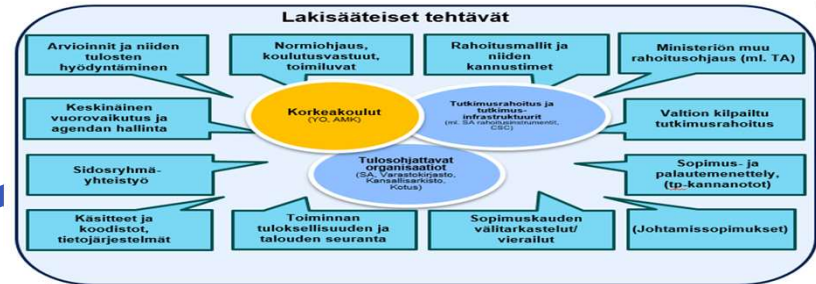 Lakisääteiset tehtävät
Arvioinnit ja niiden
tulosten
hyödyntäminen
Normiohjaus,
koulutusvastuut,
toimiluvat
Rahoitusmallit ja
niiden
kannustimet
Ministeriön muu
rahoitusohjaus (ml. TA)
Keskinäinen
vuorovaikutus ja
agendan hallinta
Korkeakoulut
(YO, AMK)
Tutkimusrahoitus ja
tutkimus-
infrastruktuurit
(ml. SA rahoitusinstrumentit,
CSC)
Valtion kilpailtu
tutkimusrahoitus
Sidosryhmä-
yhteistyö
Tulosohjattavat
organisaatiot
(SA, Varastokirjasto,
Kansallisarkisto,
Kotus)
Sopimus- ja
palautemenettely,
(tp-kannanotot)
Käsitteet ja
koodistot,
tietojärjestelmät
Toiminnan
tuloksellisuuden ja
talouden seuranta
Sopimuskauden
välitarkastelut/
vierailut
(Johtamissopimukset)